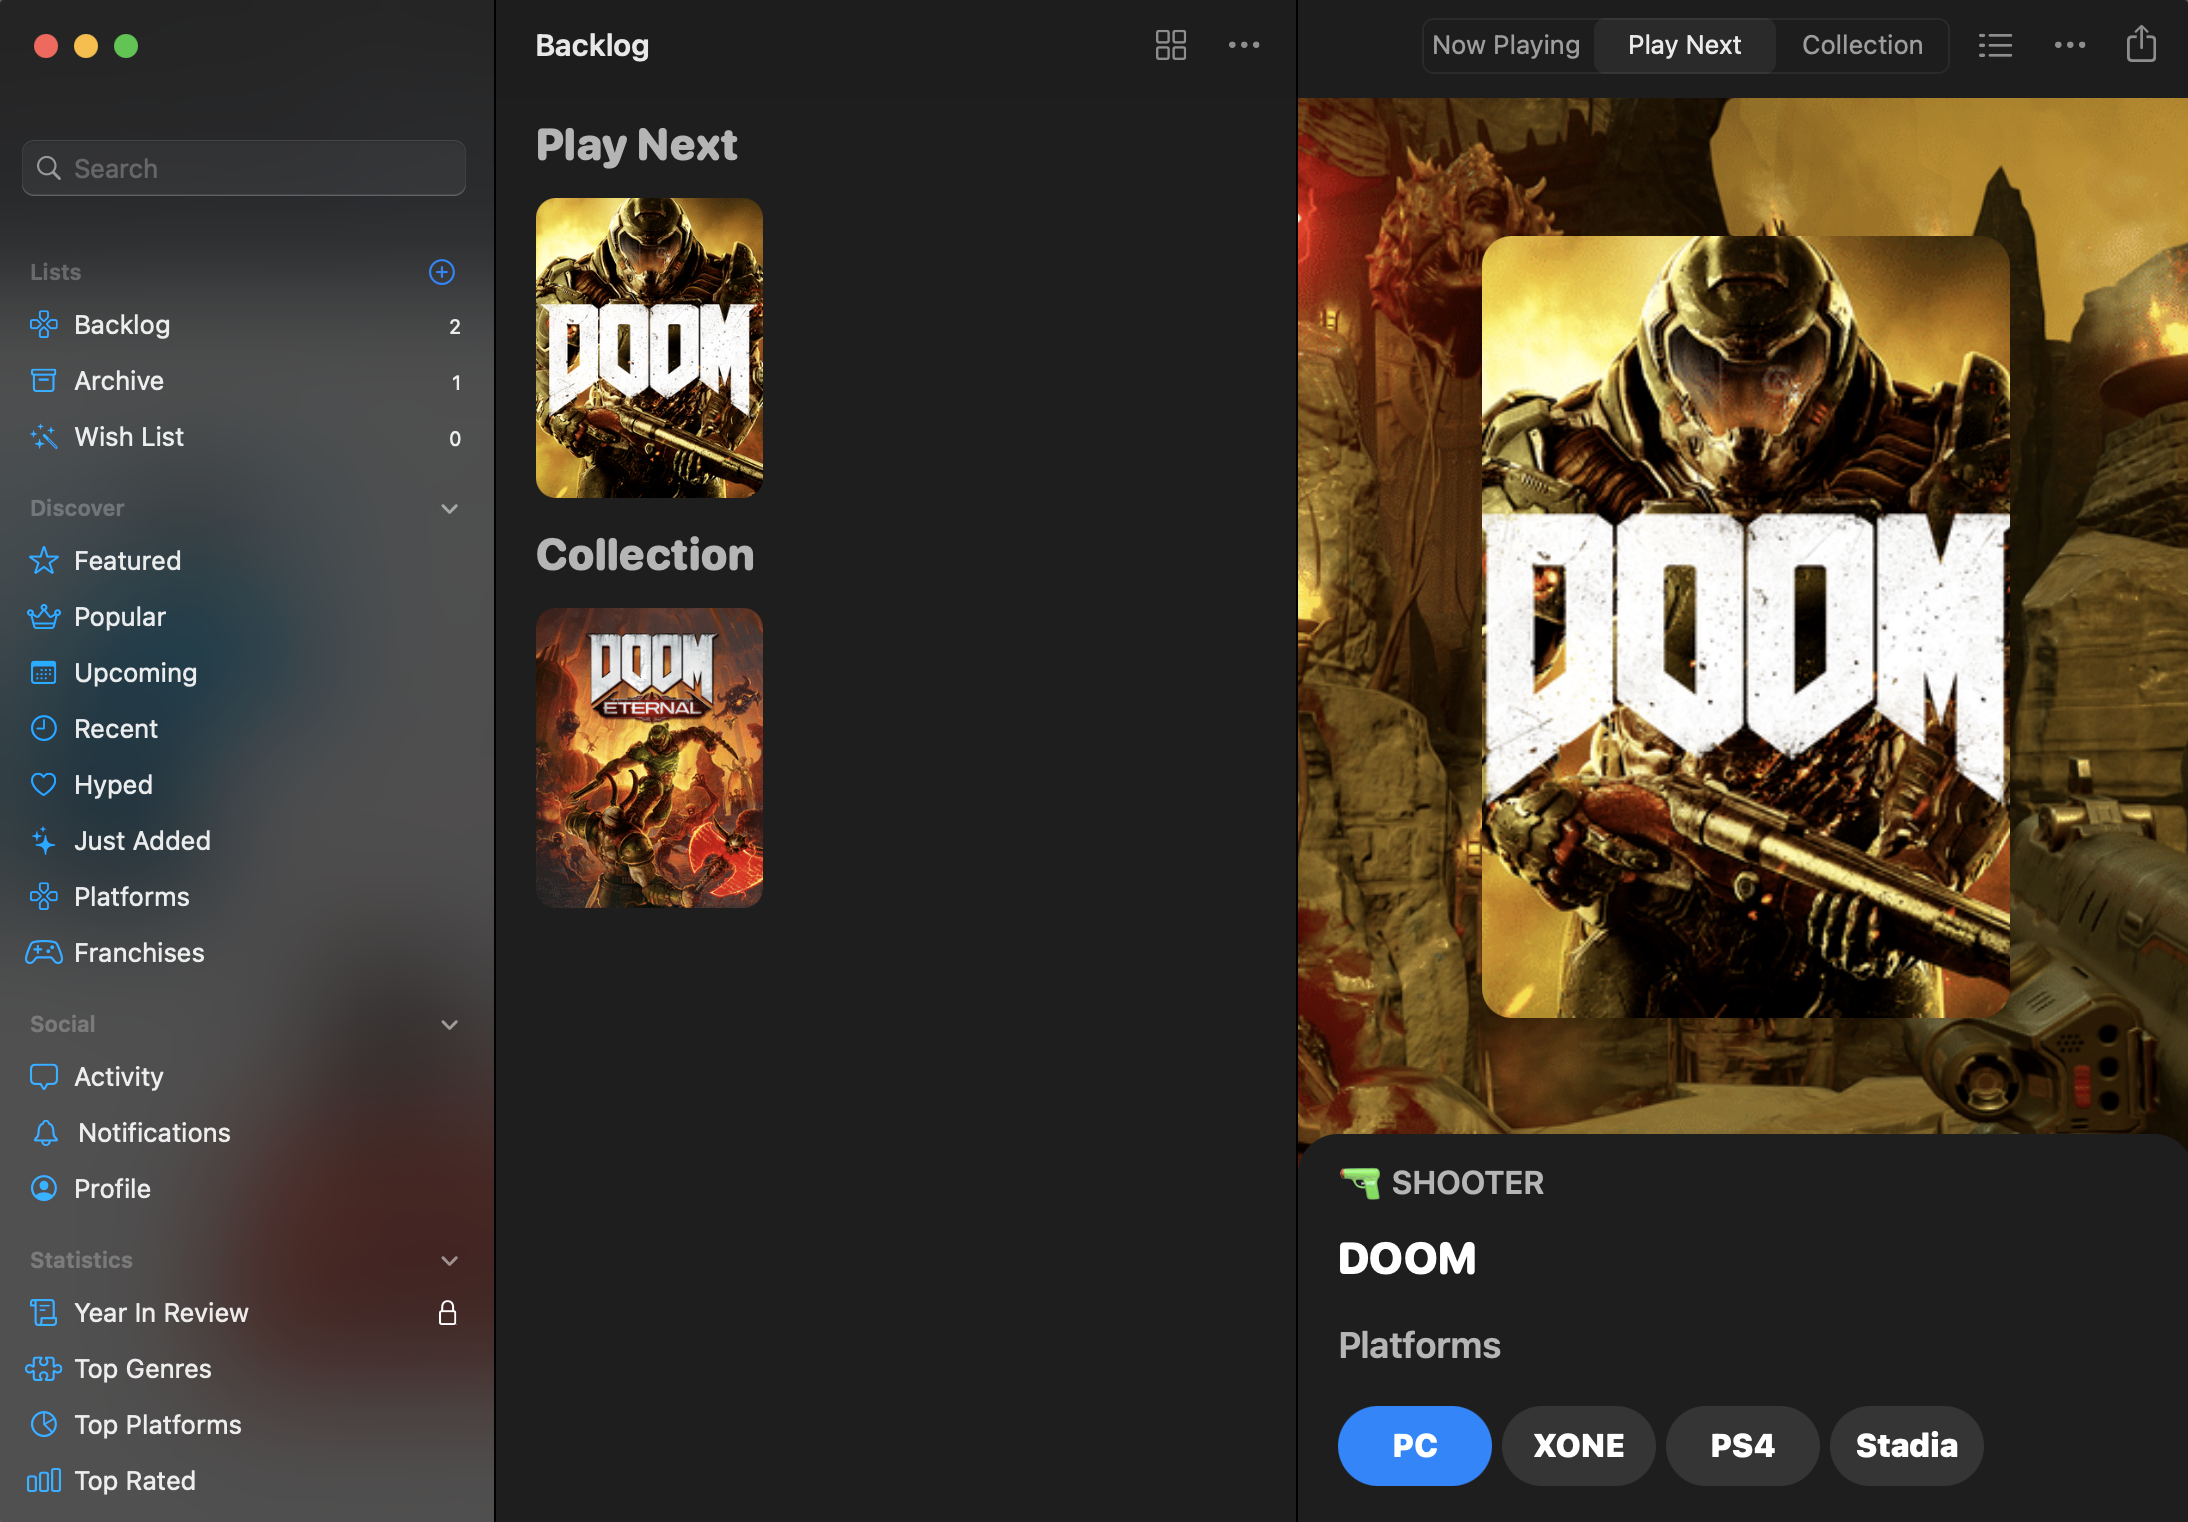 Search
Lists
Backlog 2
Archive 1
Wish List 0
Discover
Featured
Popular
Upcoming
Recent
Hyped
Just Added
Platforms
Franchises
Social
Activity
Notifications
Profile
Statistics
Year In Review
Top Genres
Top Platforms
Top Rated
Backlog
Play Next
DOOM
Collection
DOOM
ETERNAL
Now Playing Play Next Collection
DOOM
SHOOTER
DOOM
Platforms
PC XONE PS4 Stadia